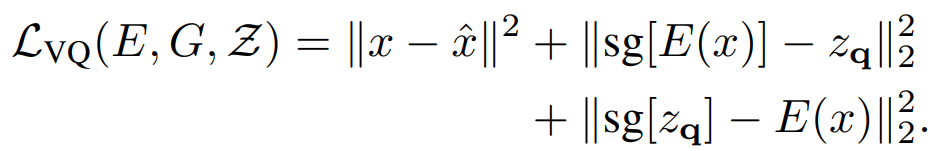 ℒ_VQ(E, G, 𝒵) = ‖x − x̂‖² + ‖sg[E(x)] − z_𝐪‖₂²
+ ‖sg[z_𝐪] − E(x)‖₂².